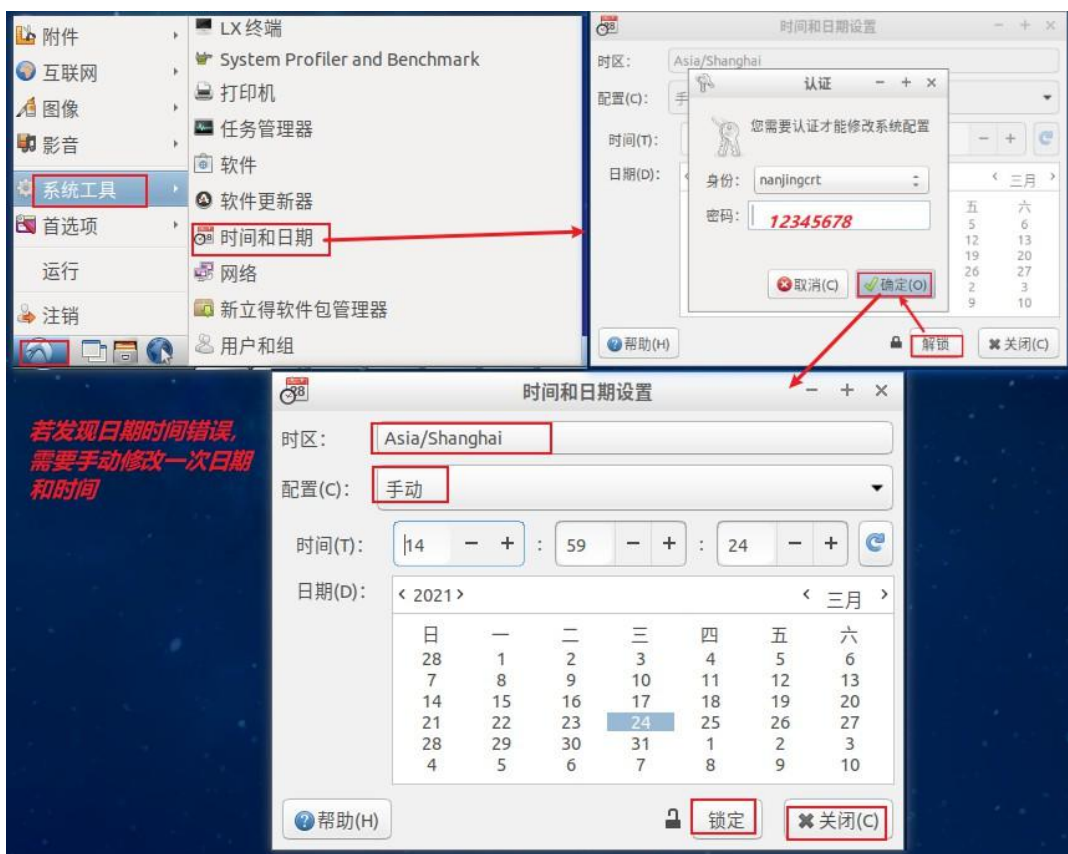 附件
互联网
图像
影音
系统工具
首选项
运行
注销
LX 终端
System Profiler and Benchmark
打印机
任务管理器
软件
软件更新器
时间和日期
网络
新立得软件包管理器
用户和组
时间和日期设置
时区: Asia/Shanghai
配置(C): 手
时间(T):
日期(D):
三月
五 六
5 6
12 13
19 20
26 27
2 3
9 10
帮助(H) 解锁 关闭(C)
认证
您需要认证才能修改系统配置
身份: nanjingcrt
密码: 12345678
取消(C) 确定(O)
若发现日期时间错误,
需要手动修改一次日期
和时间
时间和日期设置
时区: Asia/Shanghai
配置(C): 手动
时间(T): 14 - + : 59 - + : 24 - +
日期(D): < 2021 > < 三月 >
日 一 二 三 四 五 六
28 1 2 3 4 5 6
7 8 9 10 11 12 13
14 15 16 17 18 19 20
21 22 23 24 25 26 27
28 29 30 31 1 2 3
4 5 6 7 8 9 10
帮助(H) 锁定 关闭(C)